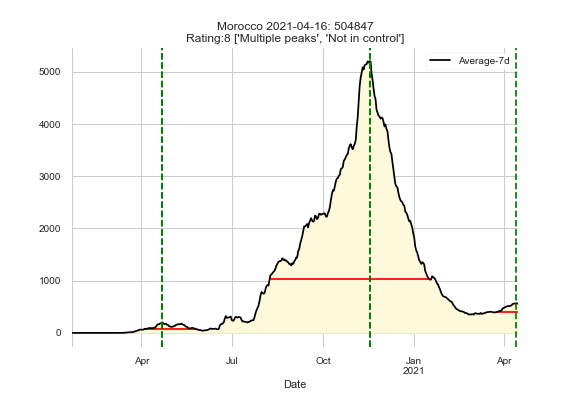 Morocco 2021-04-16: 504847
Rating:8 ['Multiple peaks', 'Not in control']
Average-7d
5000
4000
3000
2000
1000
0
Apr
Jul
Oct
Jan
2021
Apr
Date